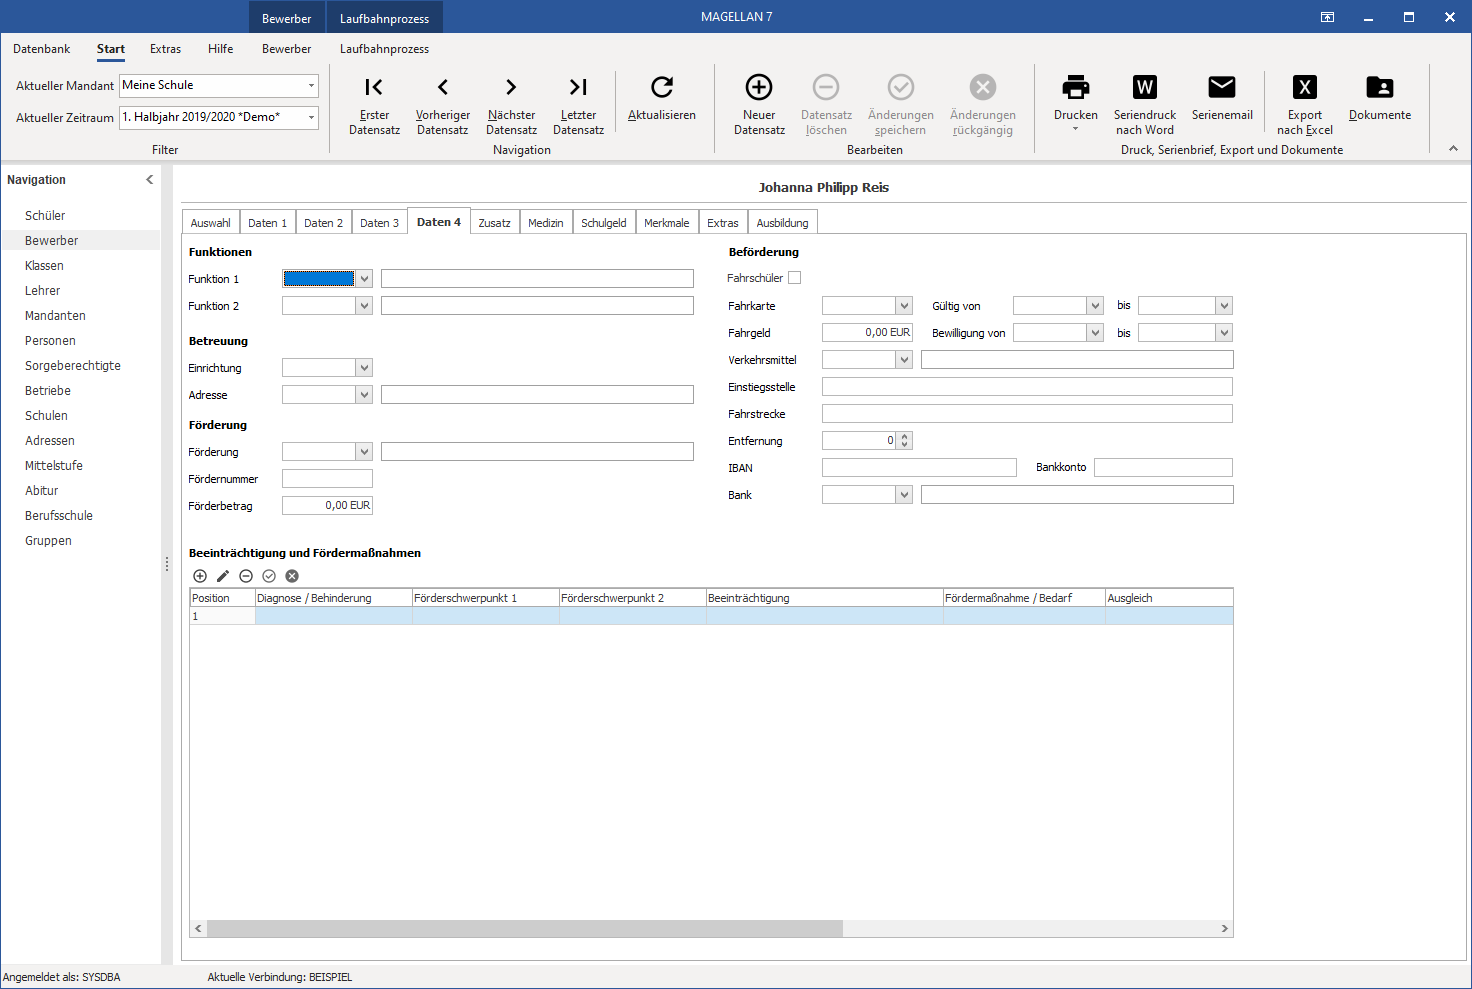 Bewerber Laufbahnprozess MAGELLAN 7
Datenbank Start Extras Hilfe Bewerber Laufbahnprozess
Aktueller Mandant Meine Schule
Aktueller Zeitraum 1. Halbjahr 2019/2020 *Demo*
Filter
Erster Datensatz
Vorheriger Datensatz
Nächster Datensatz
Letzter Datensatz
Aktualisieren
Navigation
Neuer Datensatz
Datensatz löschen
Änderungen speichern
Änderungen rückgängig
Bearbeiten
Drucken
W
Seriendruck nach Word
Serienemail
X
Export nach Excel
Dokumente
Druck, Serienbrief, Export und Dokumente
Navigation
Schüler
Bewerber
Klassen
Lehrer
Mandanten
Personen
Sorgeberechtigte
Betriebe
Schulen
Adressen
Mittelstufe
Abitur
Berufsschule
Gruppen
Johanna Philipp Reis
Auswahl Daten 1 Daten 2 Daten 3 Daten 4 Zusatz Medizin Schulgeld Merkmale Extras Ausbildung
Funktionen
Funktion 1
Funktion 2
Betreuung
Einrichtung
Adresse
Förderung
Förderung
Fördernummer
Förderbetrag 0,00 EUR
Beförderung
Fahrschüler
Fahrkarte Gültig von bis
Fahrgeld 0,00 EUR Bewilligung von bis
Verkehrsmittel
Einstiegsstelle
Fahrstrecke
Entfernung 0
IBAN Bankkonto
Bank
Beeinträchtigung und Fördermaßnahmen
Position Diagnose / Behinderung Förderschwerpunkt 1 Förderschwerpunkt 2 Beeinträchtigung Fördermaßnahme / Bedarf Ausgleich
1
Angemeldet als: SYSDBA Aktuelle Verbindung: BEISPIEL